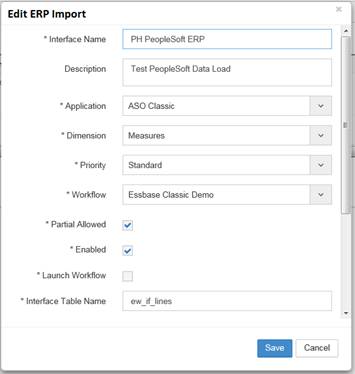 Edit ERP Import ×
* Interface Name PH PeopleSoft ERP
Description Test PeopleSoft Data Load
* Application ASO Classic
* Dimension Measures
* Priority Standard
* Workflow Essbase Classic Demo
* Partial Allowed
* Enabled
* Launch Workflow
* Interface Table Name ew_if_lines
Save Cancel